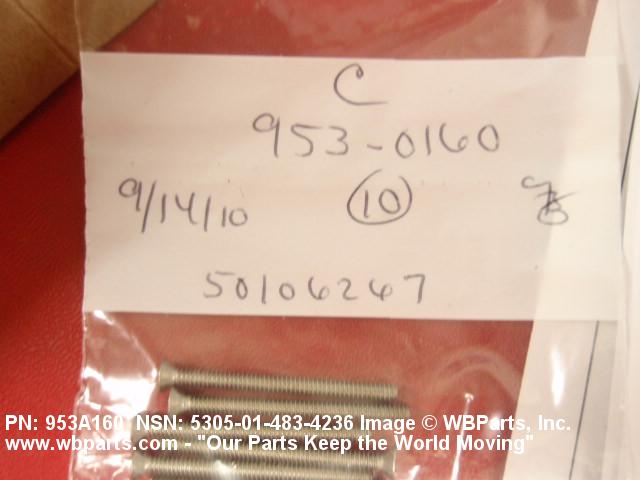 C
953-0160
9/14/10 10
50106267
PN: 953A160 NSN: 5305-01-483-4236 Image © WBParts, Inc.
www.wbparts.com - "Our Parts Keep the World Moving"